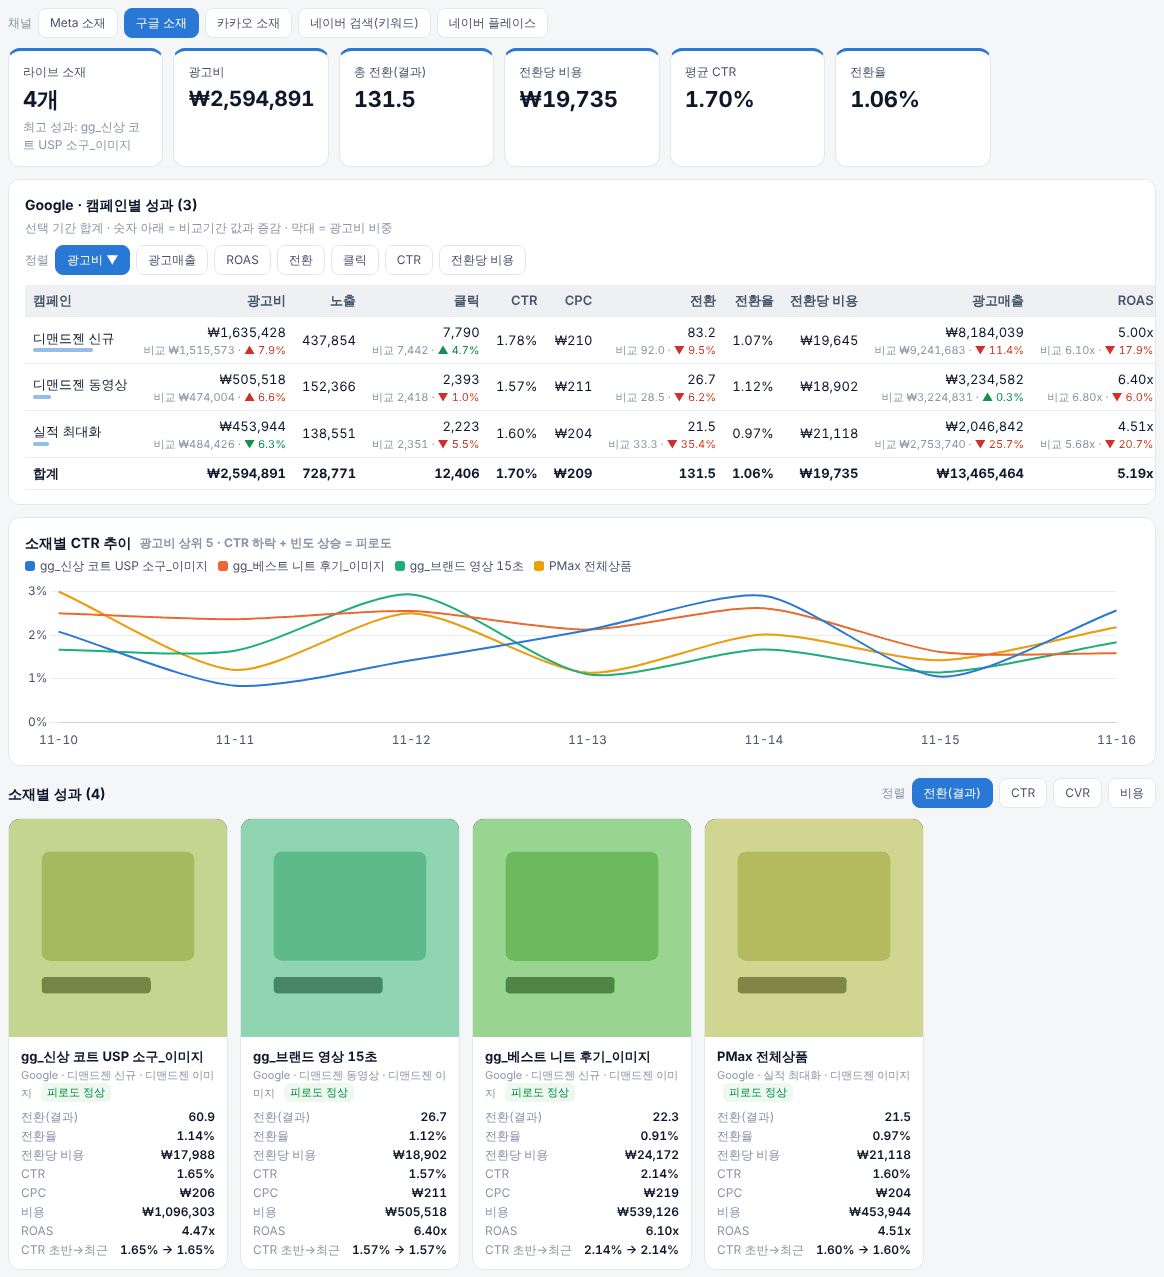 채널 Meta 소재 구글 소재 카카오 소재 네이버 검색(키워드) 네이버 플레이스
라이브 소재 광고비 총 전환(결과) 전환당 비용 평균 CTR 전환율
4개 ₩2,594,891 131.5 ₩19,735 1.70% 1.06%
최고 성과: gg_신상 코
트 USP 소구_이미지
Google · 캠페인별 성과 (3)
선택 기간 합계 · 숫자 아래 = 비교기간 값과 증감 · 막대 = 광고비 비중
정렬 광고비 ▼ 광고매출 ROAS 전환 클릭 CTR 전환당 비용
캠페인 광고비 노출 클릭 CTR CPC 전환 전환율 전환당 비용 광고매출 ROAS
디맨드젠 신규 ₩1,635,428 437,854 7,790 1.78% ₩210 83.2 1.07% ₩19,645 ₩8,184,039 5.00x
비교 ₩1,515,573 · ▲ 7.9% 비교 7,442 · ▲ 4.7% 비교 92.0 · ▼ 9.5% 비교 ₩9,241,683 · ▼ 11.4% 비교 6.10x · ▼ 17.9%
디맨드젠 동영상 ₩505,518 152,366 2,393 1.57% ₩211 26.7 1.12% ₩18,902 ₩3,234,582 6.40x
비교 ₩474,004 · ▲ 6.6% 비교 2,418 · ▼ 1.0% 비교 28.5 · ▼ 6.2% 비교 ₩3,224,831 · ▲ 0.3% 비교 6.80x · ▼ 6.0%
실적 최대화 ₩453,944 138,551 2,223 1.60% ₩204 21.5 0.97% ₩21,118 ₩2,046,842 4.51x
비교 ₩484,426 · ▼ 6.3% 비교 2,351 · ▼ 5.5% 비교 33.3 · ▼ 35.4% 비교 ₩2,753,740 · ▼ 25.7% 비교 5.68x · ▼ 20.7%
합계 ₩2,594,891 728,771 12,406 1.70% ₩209 131.5 1.06% ₩19,735 ₩13,465,464 5.19x
소재별 CTR 추이 광고비 상위 5 · CTR 하락 + 빈도 상승 = 피로도
gg_신상 코트 USP 소구_이미지 gg_베스트 니트 후기_이미지 gg_브랜드 영상 15초 PMax 전체상품
3%
2%
1%
0%
11-10 11-11 11-12 11-13 11-14 11-15 11-16
소재별 성과 (4) 정렬 전환(결과) CTR CVR 비용
gg_신상 코트 USP 소구_이미지
Google · 디맨드젠 신규 · 디맨드젠 이미
지 피로도 정상
전환(결과) 60.9
전환율 1.14%
전환당 비용 ₩17,988
CTR 1.65%
CPC ₩206
비용 ₩1,096,303
ROAS 4.47x
CTR 초반→최근 1.65% → 1.65%
gg_브랜드 영상 15초
Google · 디맨드젠 동영상 · 디맨드젠 이
미지 피로도 정상
전환(결과) 26.7
전환율 1.12%
전환당 비용 ₩18,902
CTR 1.57%
CPC ₩211
비용 ₩505,518
ROAS 6.40x
CTR 초반→최근 1.57% → 1.57%
gg_베스트 니트 후기_이미지
Google · 디맨드젠 신규 · 디맨드젠 이미
지 피로도 정상
전환(결과) 22.3
전환율 0.91%
전환당 비용 ₩24,172
CTR 2.14%
CPC ₩219
비용 ₩539,126
ROAS 6.10x
CTR 초반→최근 2.14% → 2.14%
PMax 전체상품
Google · 실적 최대화 · 디맨드젠 이미지
피로도 정상
전환(결과) 21.5
전환율 0.97%
전환당 비용 ₩21,118
CTR 1.60%
CPC ₩204
비용 ₩453,944
ROAS 4.51x
CTR 초반→최근 1.60% → 1.60%